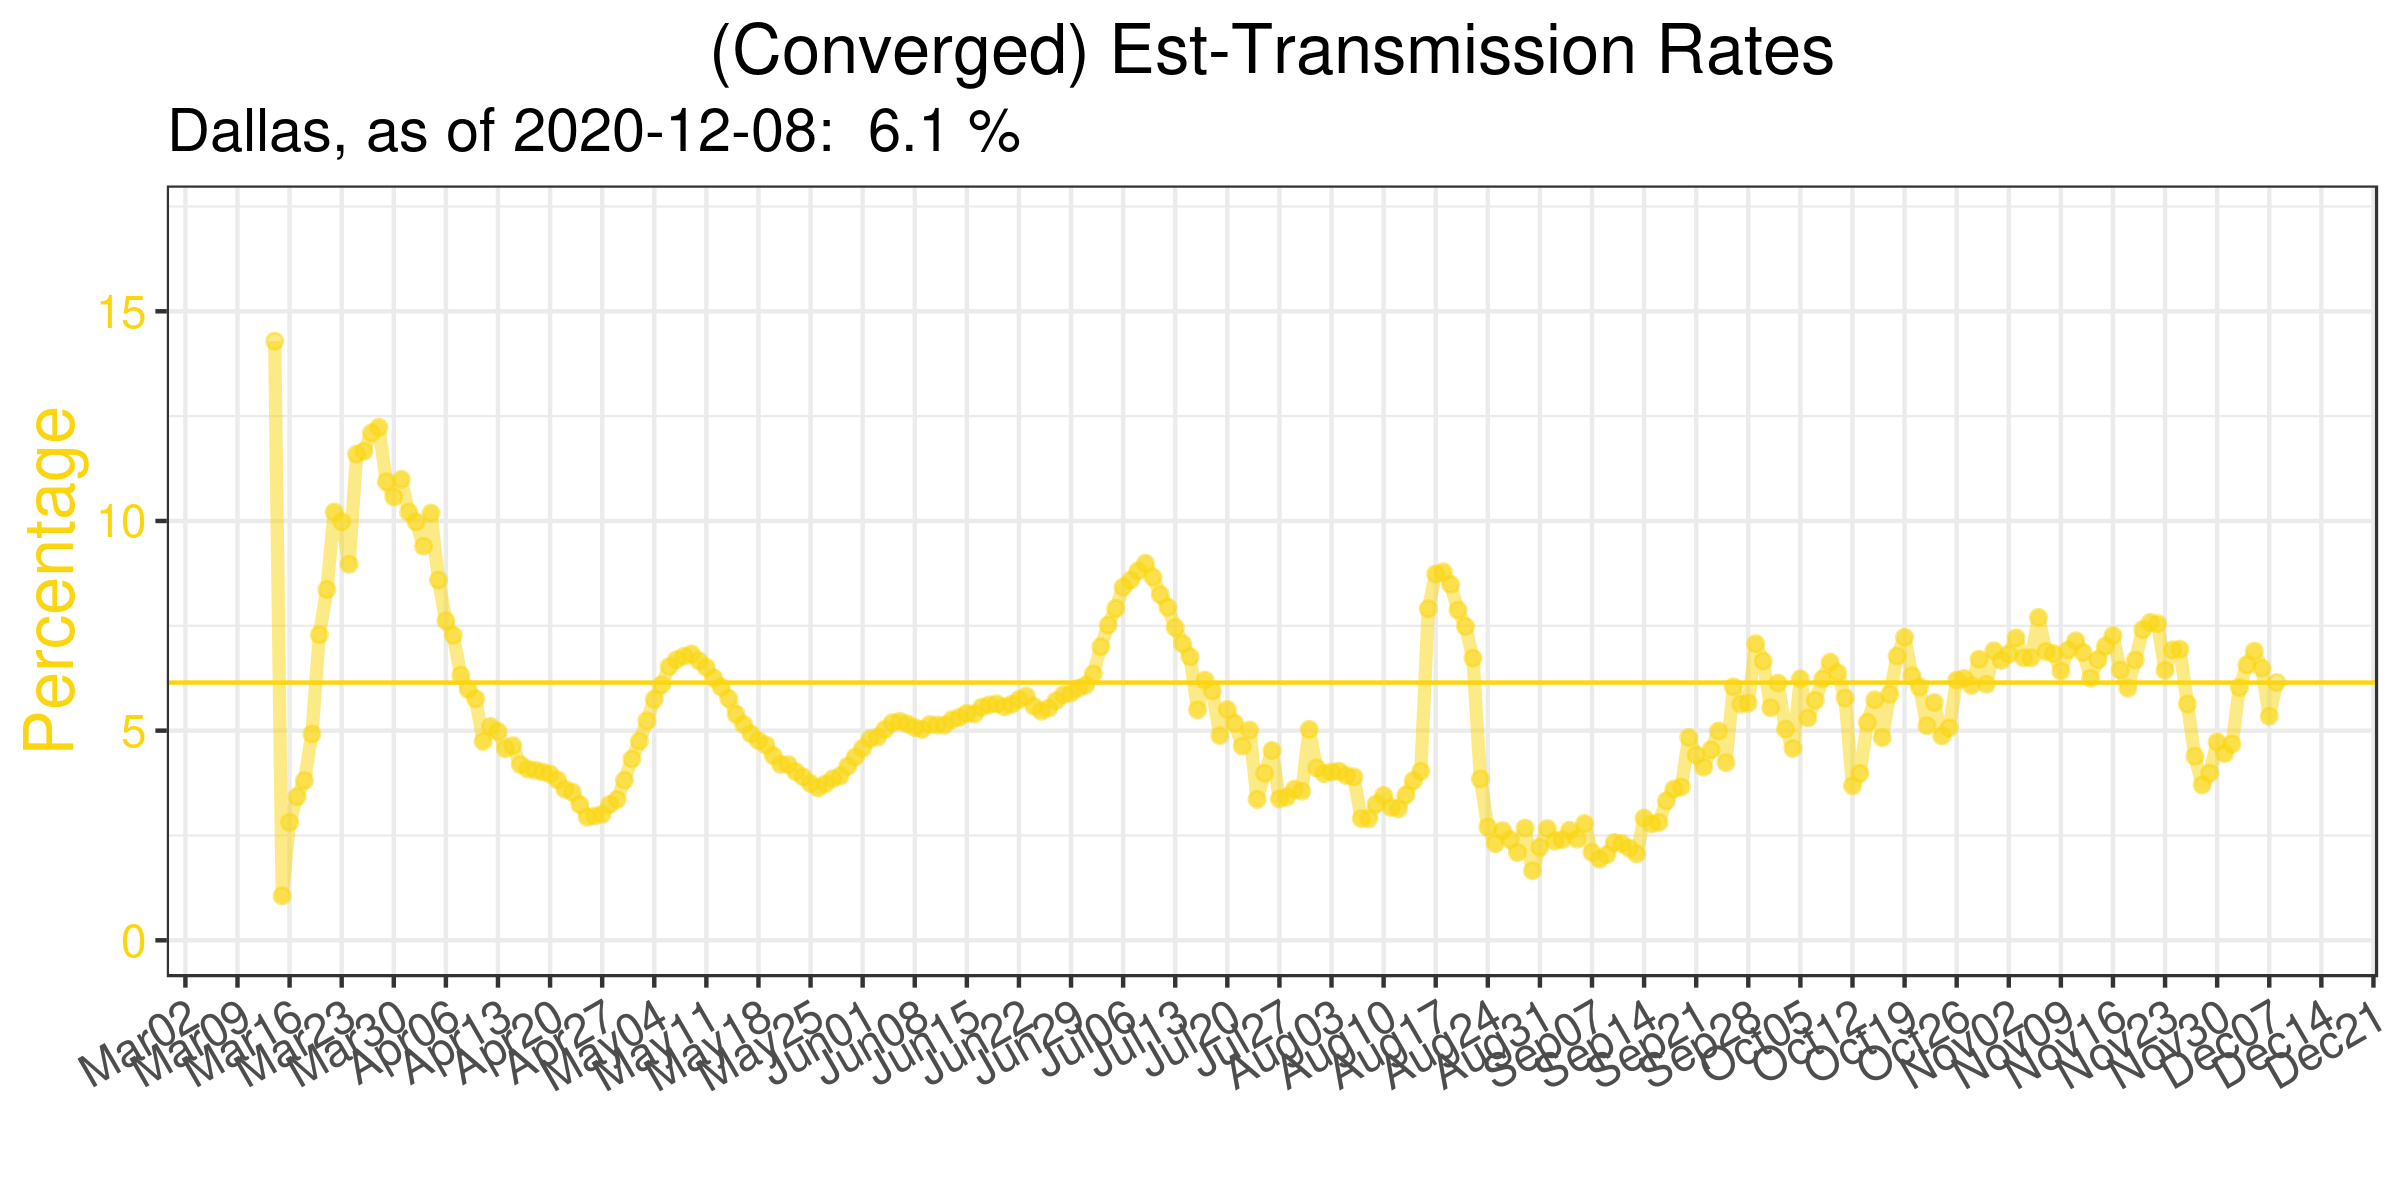 (Converged) Est-Transmission Rates
Dallas, as of 2020-12-08: 6.1 %
Percentage
15
10
5
0
Mar02
Mar09
Mar16
Mar23
Mar30
Apr06
Apr13
Apr20
Apr27
May04
May11
May18
May25
Jun01
Jun08
Jun15
Jun22
Jun29
Jul06
Jul13
Jul20
Jul27
Aug03
Aug10
Aug17
Aug24
Aug31
Sep07
Sep14
Sep21
Sep28
Oct05
Oct12
Oct19
Oct26
Nov02
Nov09
Nov16
Nov23
Nov30
Dec07
Dec14
Dec21